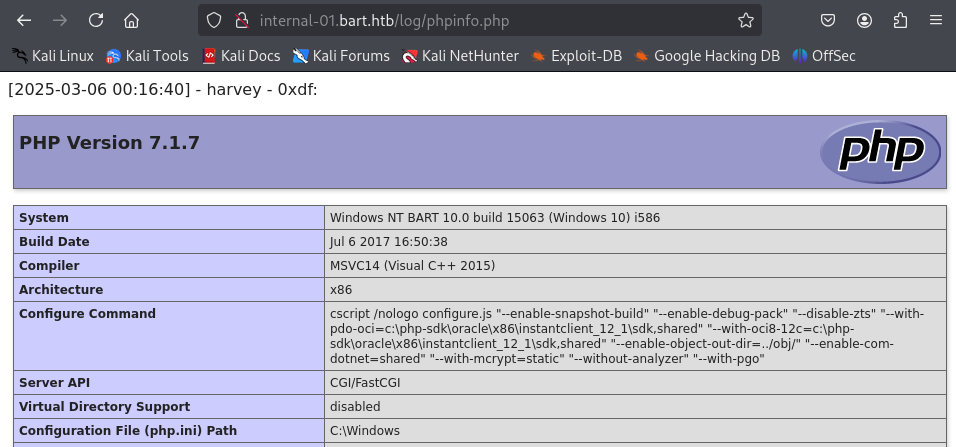 internal-01.bart.htb/log/phpinfo.php
Kali Linux Kali Tools Kali Docs Kali Forums Kali NetHunter Exploit-DB Google Hacking DB OffSec
[2025-03-06 00:16:40] - harvey - 0xdf:
PHP Version 7.1.7
php
System Windows NT BART 10.0 build 15063 (Windows 10) i586
Build Date Jul 6 2017 16:50:38
Compiler MSVC14 (Visual C++ 2015)
Architecture x86
Configure Command cscript /nologo configure.js "--enable-snapshot-build" "--enable-debug-pack" "--disable-zts" "--with-
pdo-oci=c:\php-sdk\oracle\x86\instantclient_12_1\sdk,shared" "--with-oci8-12c=c:\php-
sdk\oracle\x86\instantclient_12_1\sdk,shared" "--enable-object-out-dir=../obj/" "--enable-com-
dotnet=shared" "--with-mcrypt=static" "--without-analyzer" "--with-pgo"
Server API CGI/FastCGI
Virtual Directory Support disabled
Configuration File (php.ini) Path C:\Windows